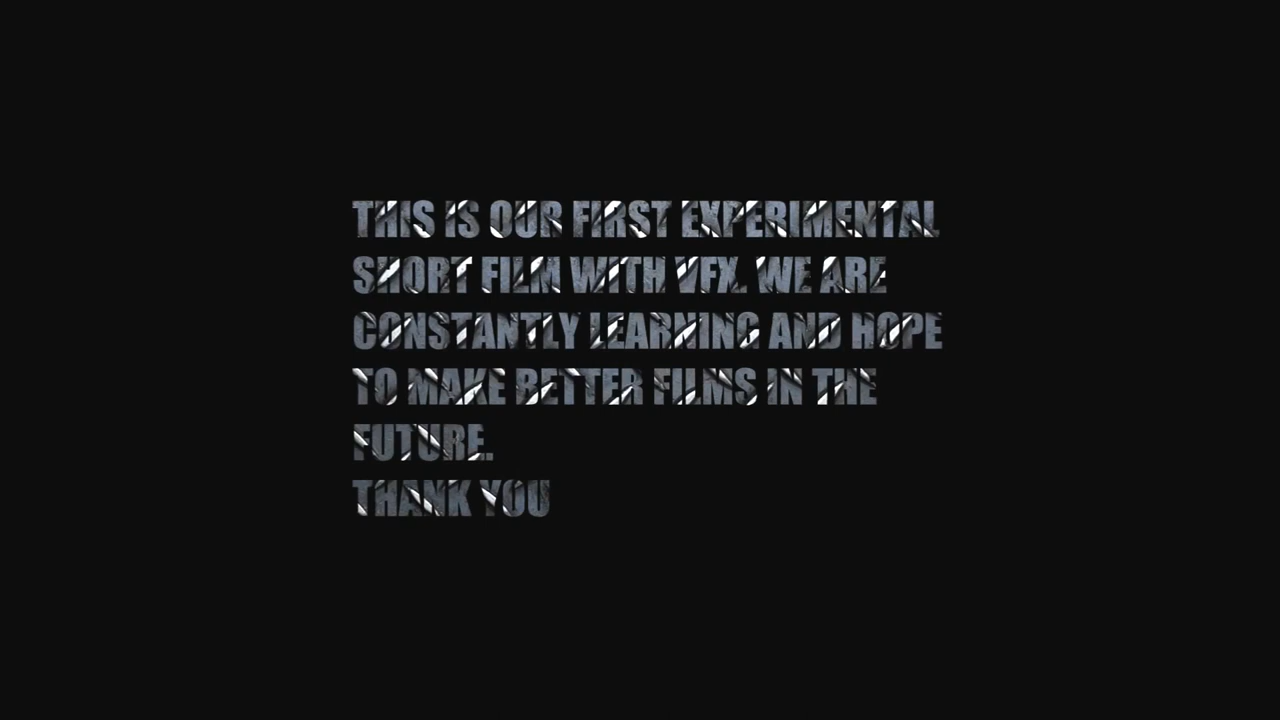 THIS IS OUR FIRST EXPERIMENTAL
SHORT FILM WITH VFX. WE ARE
CONSTANTLY LEARNING AND HOPE
TO MAKE BETTER FILMS IN THE
FUTURE.
THANK YOU